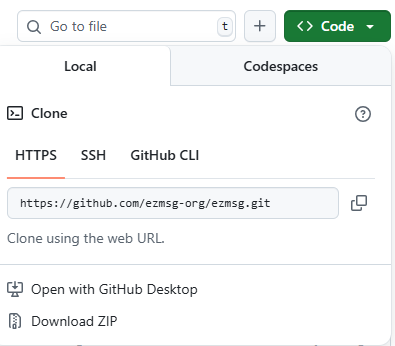 Go to file t + <> Code
Local Codespaces
Clone
HTTPS SSH GitHub CLI
https://github.com/ezmsg-org/ezmsg.git
Clone using the web URL.
Open with GitHub Desktop
Download ZIP